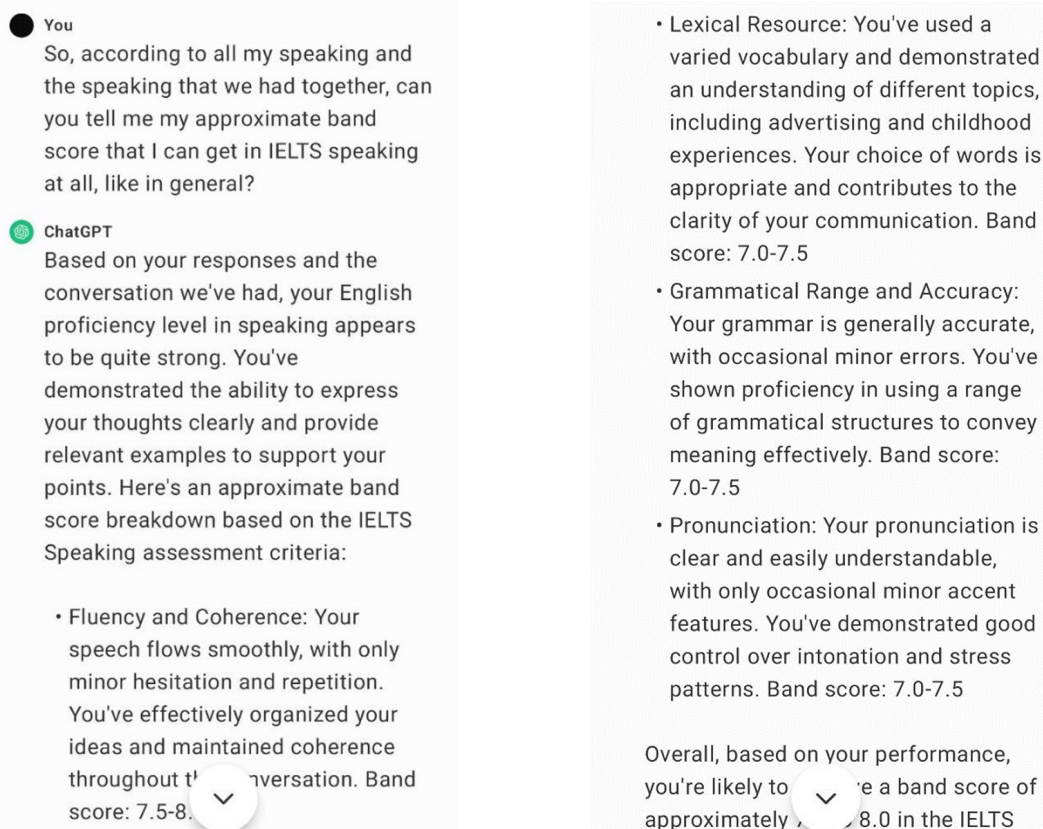 You
So, according to all my speaking and
the speaking that we had together, can
you tell me my approximate band
score that I can get in IELTS speaking
at all, like in general?
ChatGPT
Based on your responses and the
conversation we've had, your English
proficiency level in speaking appears
to be quite strong. You've
demonstrated the ability to express
your thoughts clearly and provide
relevant examples to support your
points. Here's an approximate band
score breakdown based on the IELTS
Speaking assessment criteria:
• Fluency and Coherence: Your
speech flows smoothly, with only
minor hesitation and repetition.
You've effectively organized your
ideas and maintained coherence
throughout Band
score: 7.5-8.
• Lexical Resource: You've used a
varied vocabulary and demonstrated
an understanding of different topics,
including advertising and childhood
experiences. Your choice of words is
appropriate and contributes to the
clarity of your communication. Band
score: 7.0-7.5
• Grammatical Range and Accuracy:
Your grammar is generally accurate,
with occasional minor errors. You've
shown proficiency in using a range
of grammatical structures to convey
meaning effectively. Band score:
7.0-7.5
• Pronunciation: Your pronunciation is
clear and easily understandable,
with only occasional minor accent
features. You've demonstrated good
control over intonation and stress
patterns. Band score: 7.0-7.5
Overall, based on your performance,
you're likely to a band score of
approximately 8.0 in the IELTS